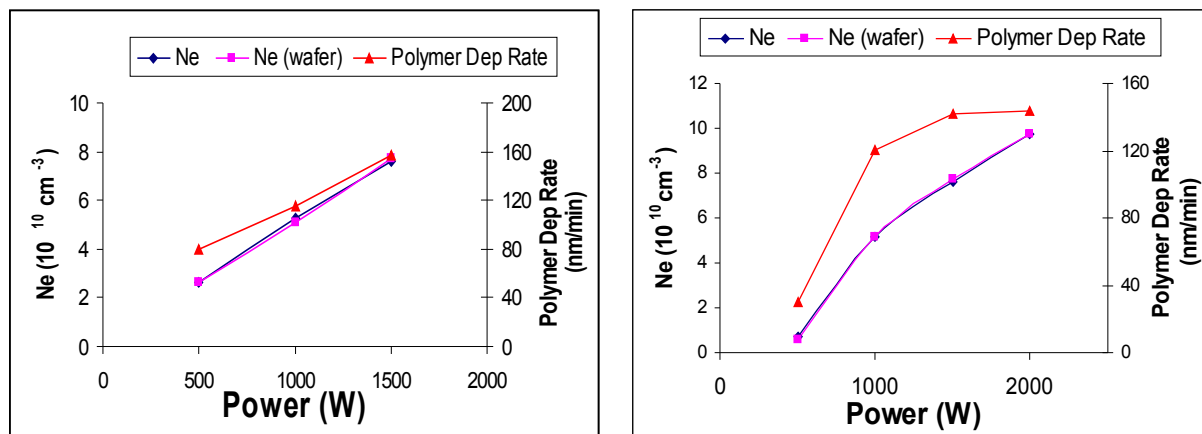 Ne Ne (wafer) Polymer Dep Rate
10
8
6
4
2
0
Ne (10 10 cm -3)
200
160
120
80
40
0
Polymer Dep Rate
(nm/min)
0 500 1000 1500 2000
Power (W)
Ne Ne (wafer) Polymer Dep Rate
12
10
8
6
4
2
0
Ne (10 10 cm -3)
160
120
80
40
0
Polymer Dep Rate
(nm/min)
0 1000 2000
Power (W)